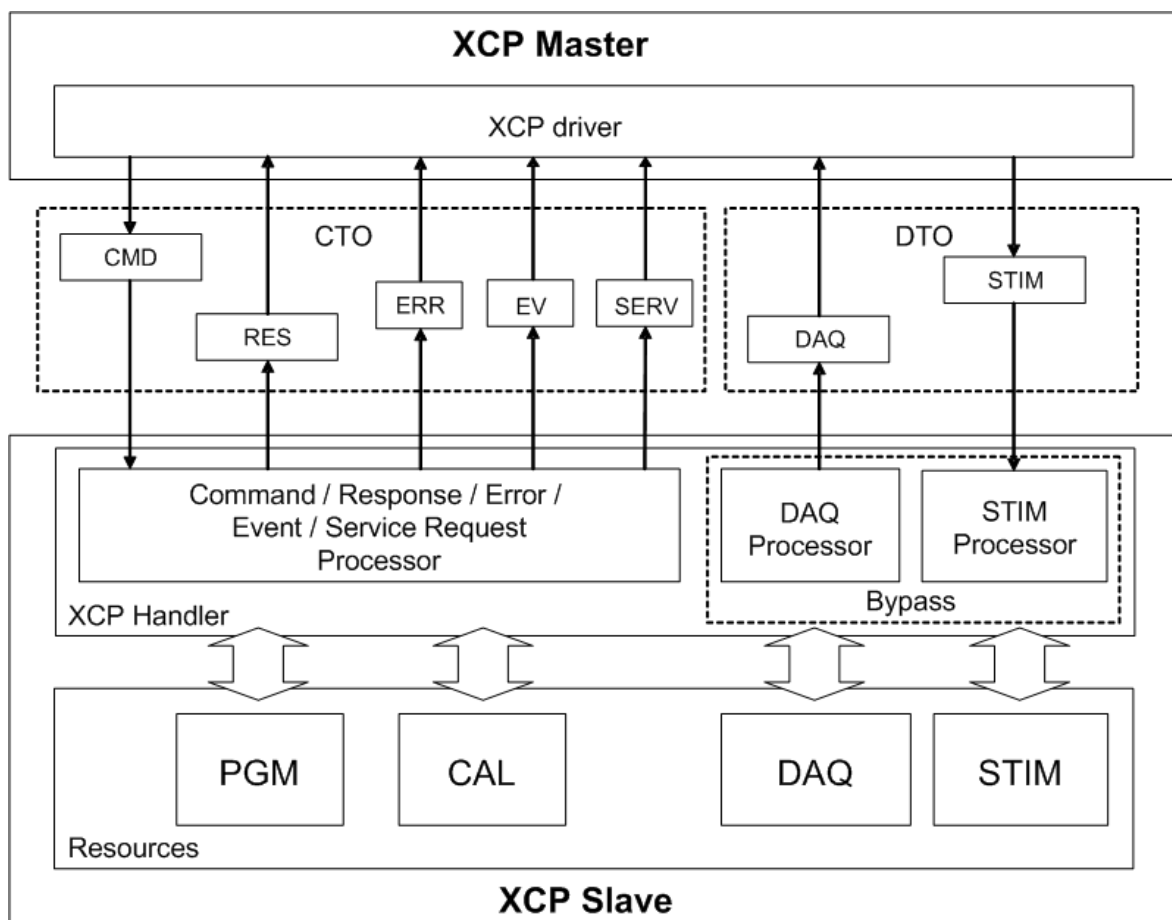 XCP Master
XCP driver
CTO
DTO
CMD
STIM
ERR
EV
SERV
RES
DAQ
Command / Response / Error /
Event / Service Request
Processor
DAQ
Processor
STIM
Processor
Bypass
XCP Handler
PGM
CAL
DAQ
STIM
Resources
XCP Slave